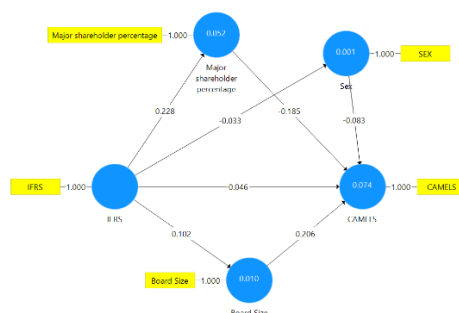 Major shareholder percentage
1.000
0.052
Major
shareholder
percentage
0.001
1.000
SEX
Sex
0.228
-0.033
-0.185
-0.083
IFRS
1.000
IFRS
0.046
0.074
1.000
CAMELS
CAMELS
0.102
0.206
Board Size
1.000
0.010
Board Size